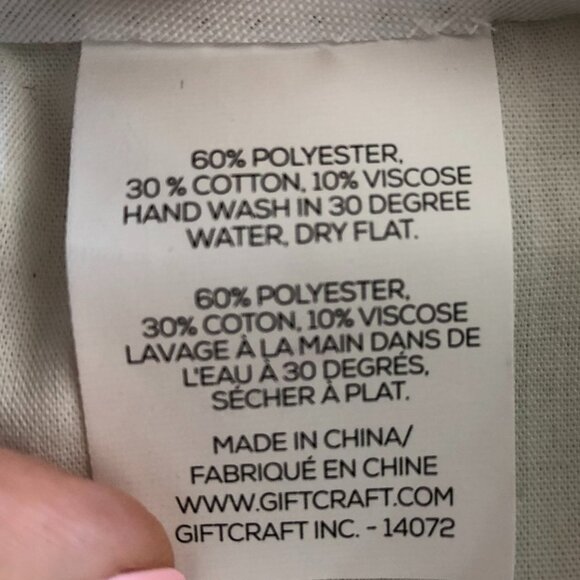 60% POLYESTER,
30 % COTTON, 10% VISCOSE
HAND WASH IN 30 DEGREE
WATER, DRY FLAT.
60% POLYESTER,
30% COTON, 10% VISCOSE
LAVAGE À LA MAIN DANS DE
L'EAU À 30 DEGRÉS,
SÉCHER À PLAT.
MADE IN CHINA/
FABRIQUÉ EN CHINE
WWW.GIFTCRAFT.COM
GIFTCRAFT INC. - 14072